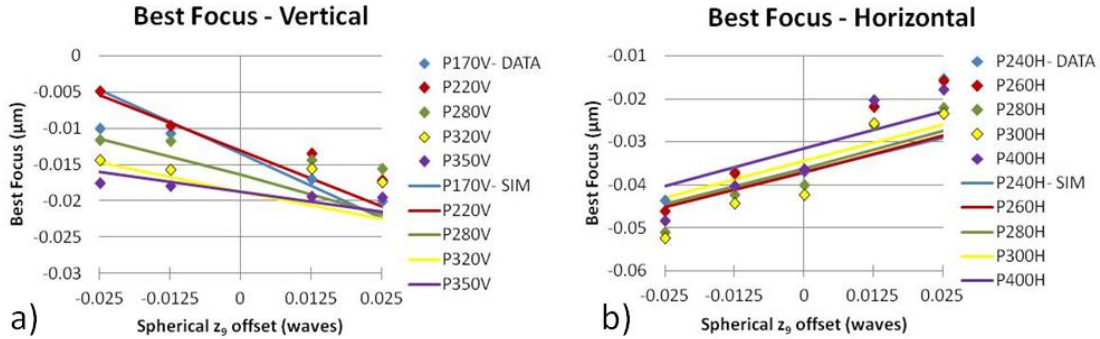 Best Focus - Vertical
Best Focus (μm)
0
-0.005
-0.01
-0.015
-0.02
-0.025
-0.03
-0.025
-0.0125
0
0.0125
0.025
Spherical z9 offset (waves)
P170V- DATA
P220V
P280V
P320V
P350V
P170V- SIM
P220V
P280V
P320V
P350V
a)
Best Focus - Horizontal
Best Focus (μm)
-0.01
-0.02
-0.03
-0.04
-0.05
-0.06
-0.025
-0.0125
0
0.0125
0.025
Spherical z9 offset (waves)
P240H- DATA
P260H
P280H
P300H
P400H
P240H- SIM
P260H
P280H
P300H
P400H
b)